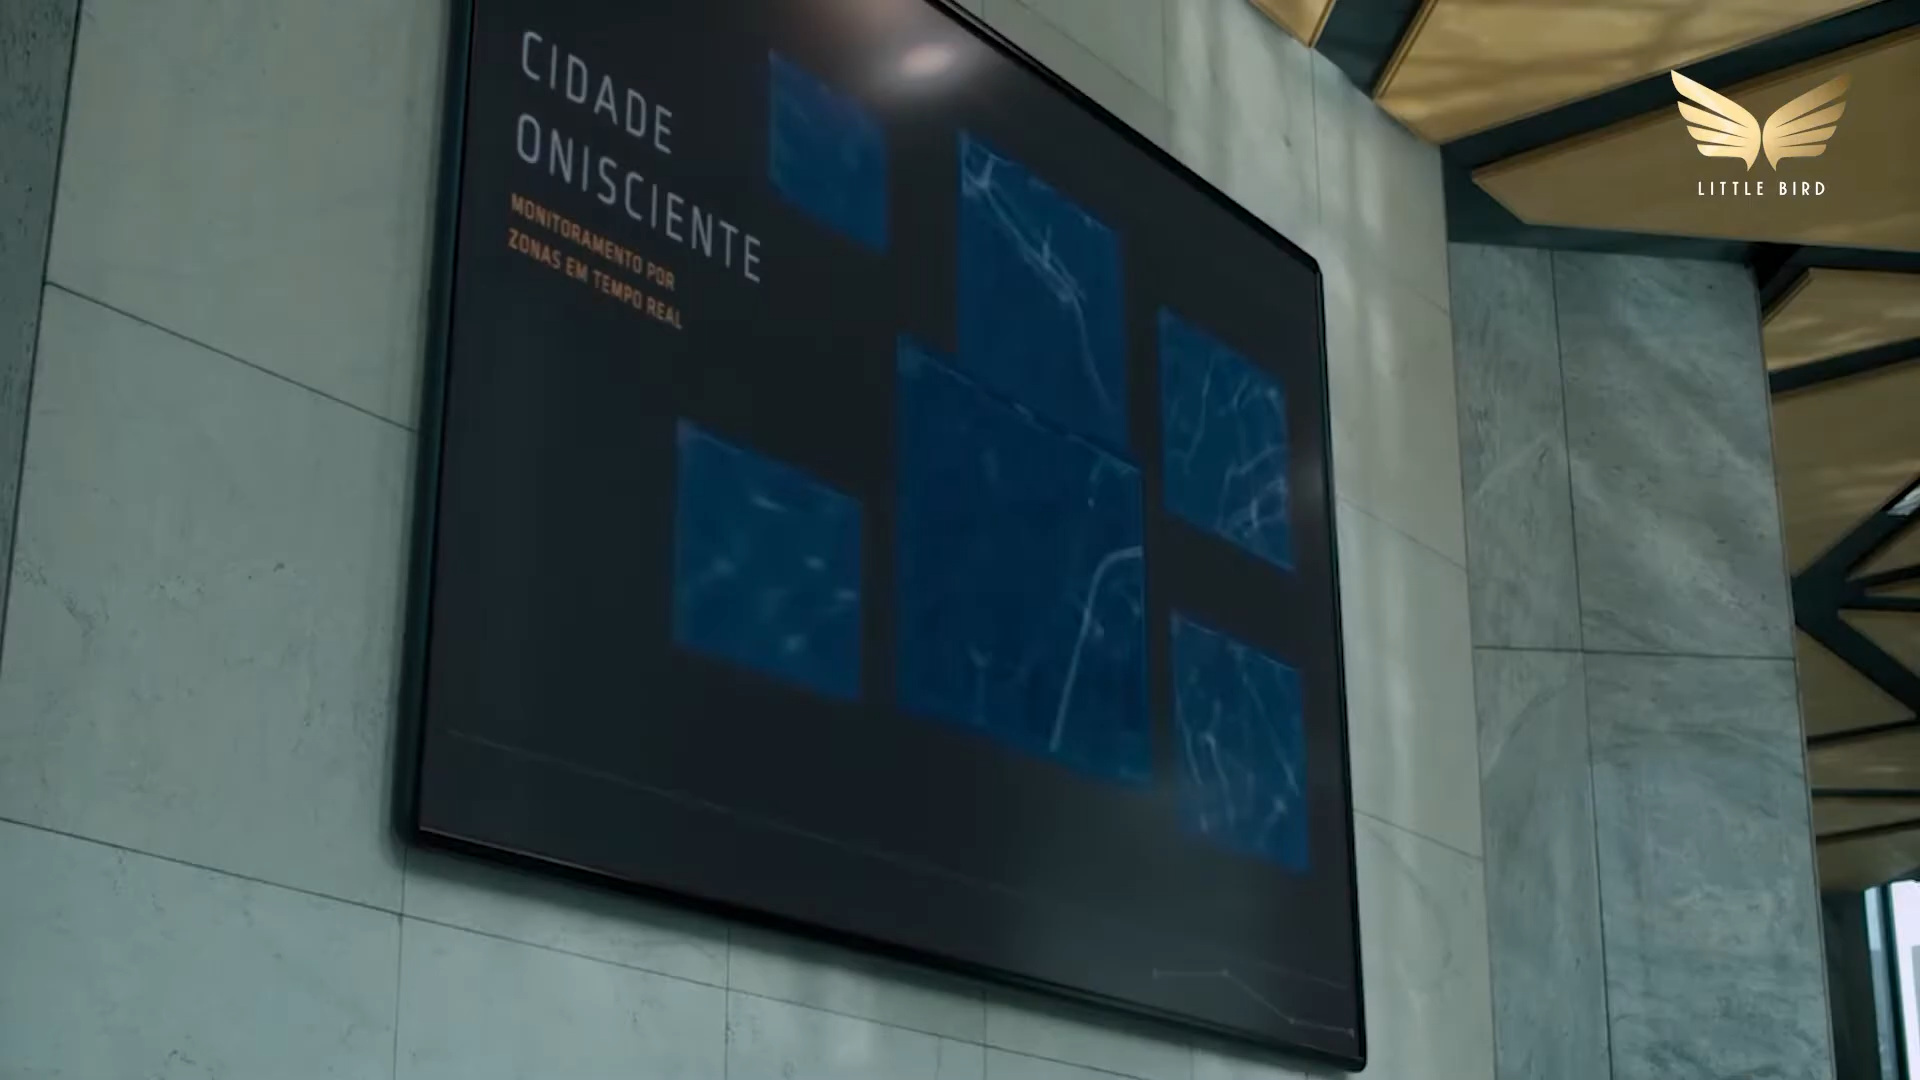 CIDADE
ONISCIENTE
MONITORAMENTO POR
ZONAS EM TEMPO REAL
LITTLE BIRD